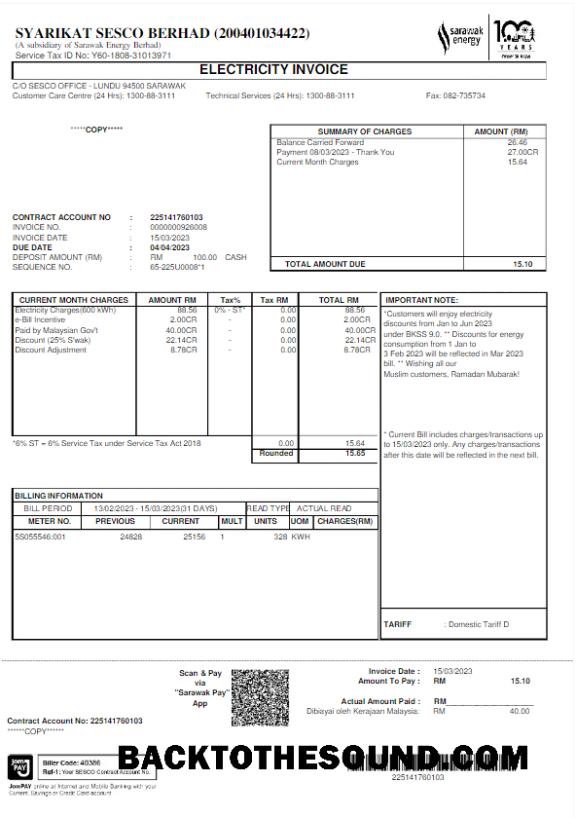 SYARIKAT SESCO BERHAD (200401034422)
(A subsidiary of Sarawak Energy Berhad)
Service Tax ID No: Y60-1808-31013971
sarawak energy
100 YEARS
ELECTRICITY INVOICE
C/O SESCO OFFICE - LUNDU 94500 SARAWAK
Customer Care Centre (24 Hrs): 1300-88-3111 Technical Services (24 Hrs): 1300-88-3111 Fax: 082-735734
*****COPY*****
SUMMARY OF CHARGES AMOUNT (RM)
Balance Carried Forward 26.46
Payment 08/03/2023 - Thank You 27.00CR
Current Month Charges 15.64
CONTRACT ACCOUNT NO : 225141760103
INVOICE NO. : 0000000926008
INVOICE DATE : 15/03/2023
DUE DATE : 04/04/2023
DEPOSIT AMOUNT (RM) : RM 100.00 CASH
SEQUENCE NO. : 65-225U0008*1
TOTAL AMOUNT DUE 15.10
CURRENT MONTH CHARGES AMOUNT RM Tax% Tax RM TOTAL RM
Electricity Charges(600 kWh) 88.56 0% - ST* 0.00 88.56
e-Bill Incentive 2.00CR - 0.00 2.00CR
Paid by Malaysian Gov't 40.00CR - 0.00 40.00CR
Discount (25% S'wak) 22.14CR - 0.00 22.14CR
Discount Adjustment 8.78CR - 0.00 8.78CR
*6% ST = 6% Service Tax under Service Tax Act 2018 0.00 15.64
Rounded 15.65
IMPORTANT NOTE:
*Customers will enjoy electricity
discounts from Jan to Jun 2023
under BKSS 9.0. ** Discounts for energy
consumption from 1 Jan to
3 Feb 2023 will be reflected in Mar 2023
bill. ** Wishing all our
Muslim customers, Ramadan Mubarak!
* Current Bill includes charges/transactions up
to 15/03/2023 only. Any charges/transactions
after this date will be reflected in the next bill.
BILLING INFORMATION
BILL PERIOD 13/02/2023 - 15/03/2023(31 DAYS) READ TYPE ACTUAL READ
METER NO. PREVIOUS CURRENT MULT UNITS UOM CHARGES(RM)
5S055546:001 24828 25156 1 328 KWH
TARIFF : Domestic Tariff D
Scan & Pay
via
"Sarawak Pay"
App
Invoice Date : 15/03/2023
Amount To Pay : RM 15.10
Actual Amount Paid : RM
Dibiayai oleh Kerajaan Malaysia: RM 40.00
Contract Account No: 225141760103
*****COPY*****
JomPAY
Biller Code: 40386
Ref-1: Your SESCO Contract Account No.
BACKTOTHESOUND.COM
225141760103
JomPAY online at Internet and Mobile Banking with your
Current, Savings or Credit Card account